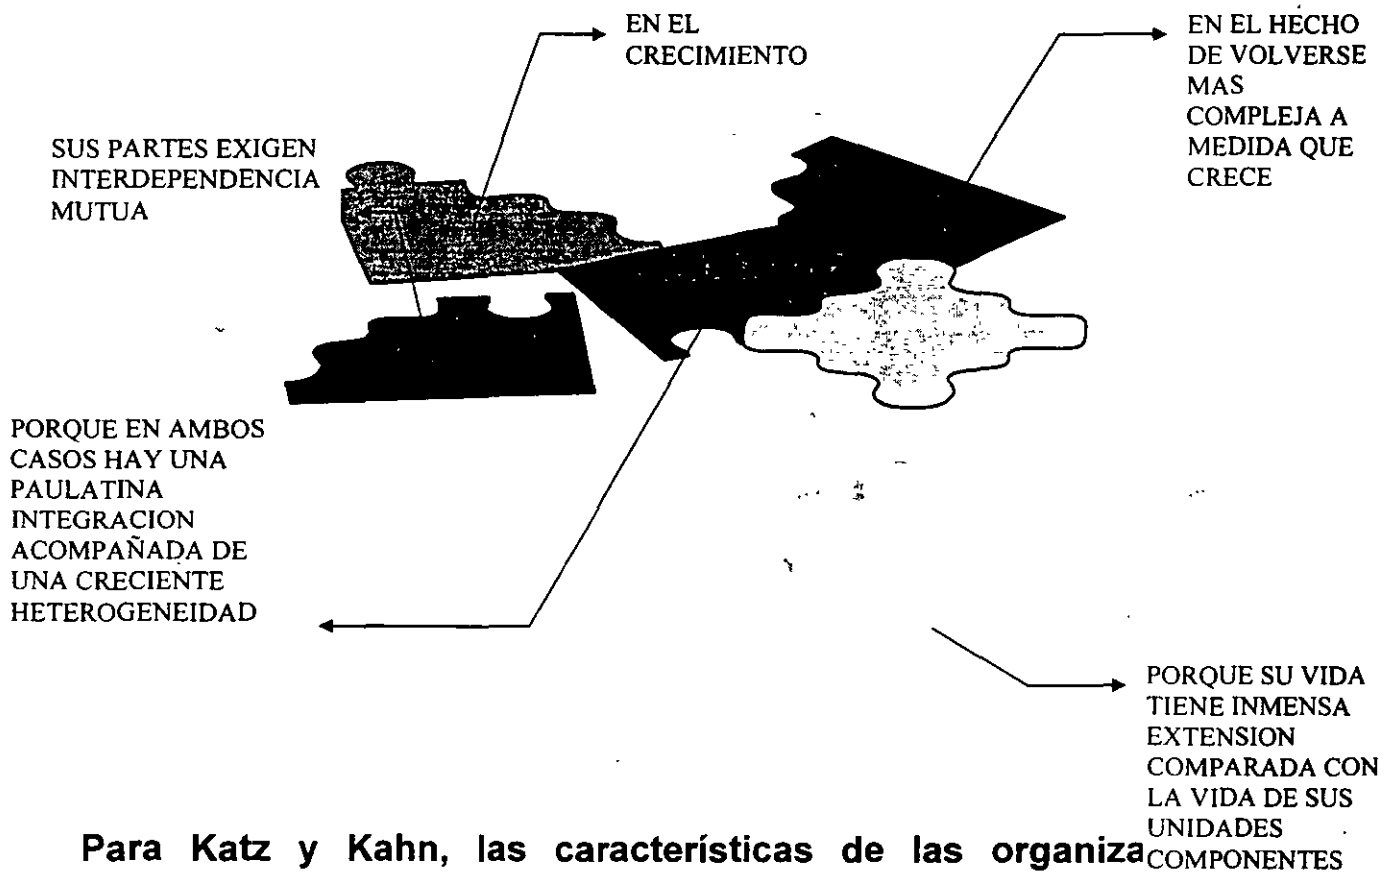 EN EL
CRECIMIENTO
EN EL HECHO
DE VOLVERSE
MAS
COMPLEJA A
MEDIDA QUE
CRECE
SUS PARTES EXIGEN
INTERDEPENDENCIA
MUTUA
PORQUE EN AMBOS
CASOS HAY UNA
PAULATINA
INTEGRACION
ACOMPAÑADA DE
UNA CRECIENTE
HETEROGENEIDAD
PORQUE SU VIDA
TIENE INMENSA
EXTENSION
COMPARADA CON
LA VIDA DE SUS
UNIDADES
COMPONENTES
Para Katz y Kahn, las características de las organiza